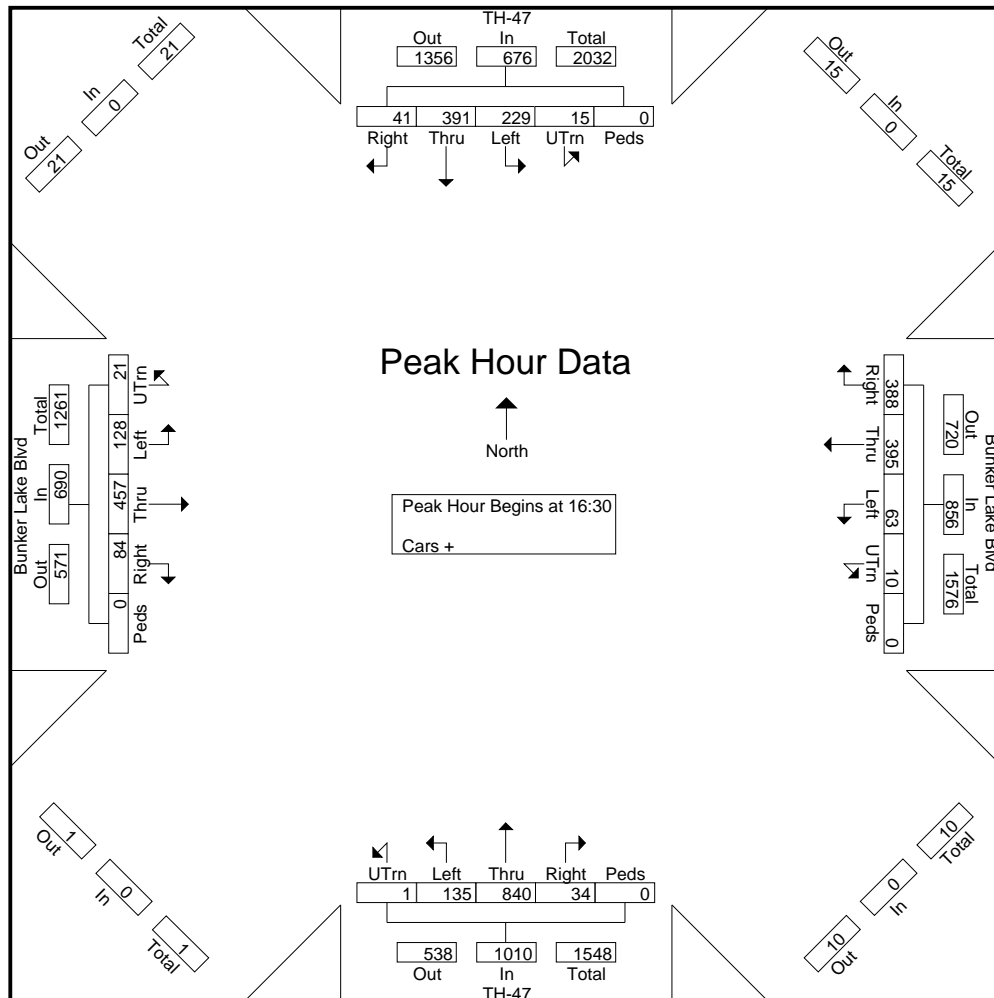 TH-47
Out In Total
1356 676 2032
41 391 229 15 0
Right Thru Left UTrn Peds
Total
21
In
0
Out
21
Out
15
In
0
Total
15
Bunker Lake Blvd
Total In Out
1261 690 571
21 128 457 84 0
UTrn Left Thru Right Peds
Peak Hour Data
North
Peak Hour Begins at 16:30
Cars +
Right Thru Left UTrn Peds
388 395 63 10 0
Out In Total
720 856 1576
Bunker Lake Blvd
Out
1
In
0
Total
1
Total
10
In
0
Out
10
UTrn Left Thru Right Peds
1 135 840 34 0
538 1010 1548
Out In Total
TH-47